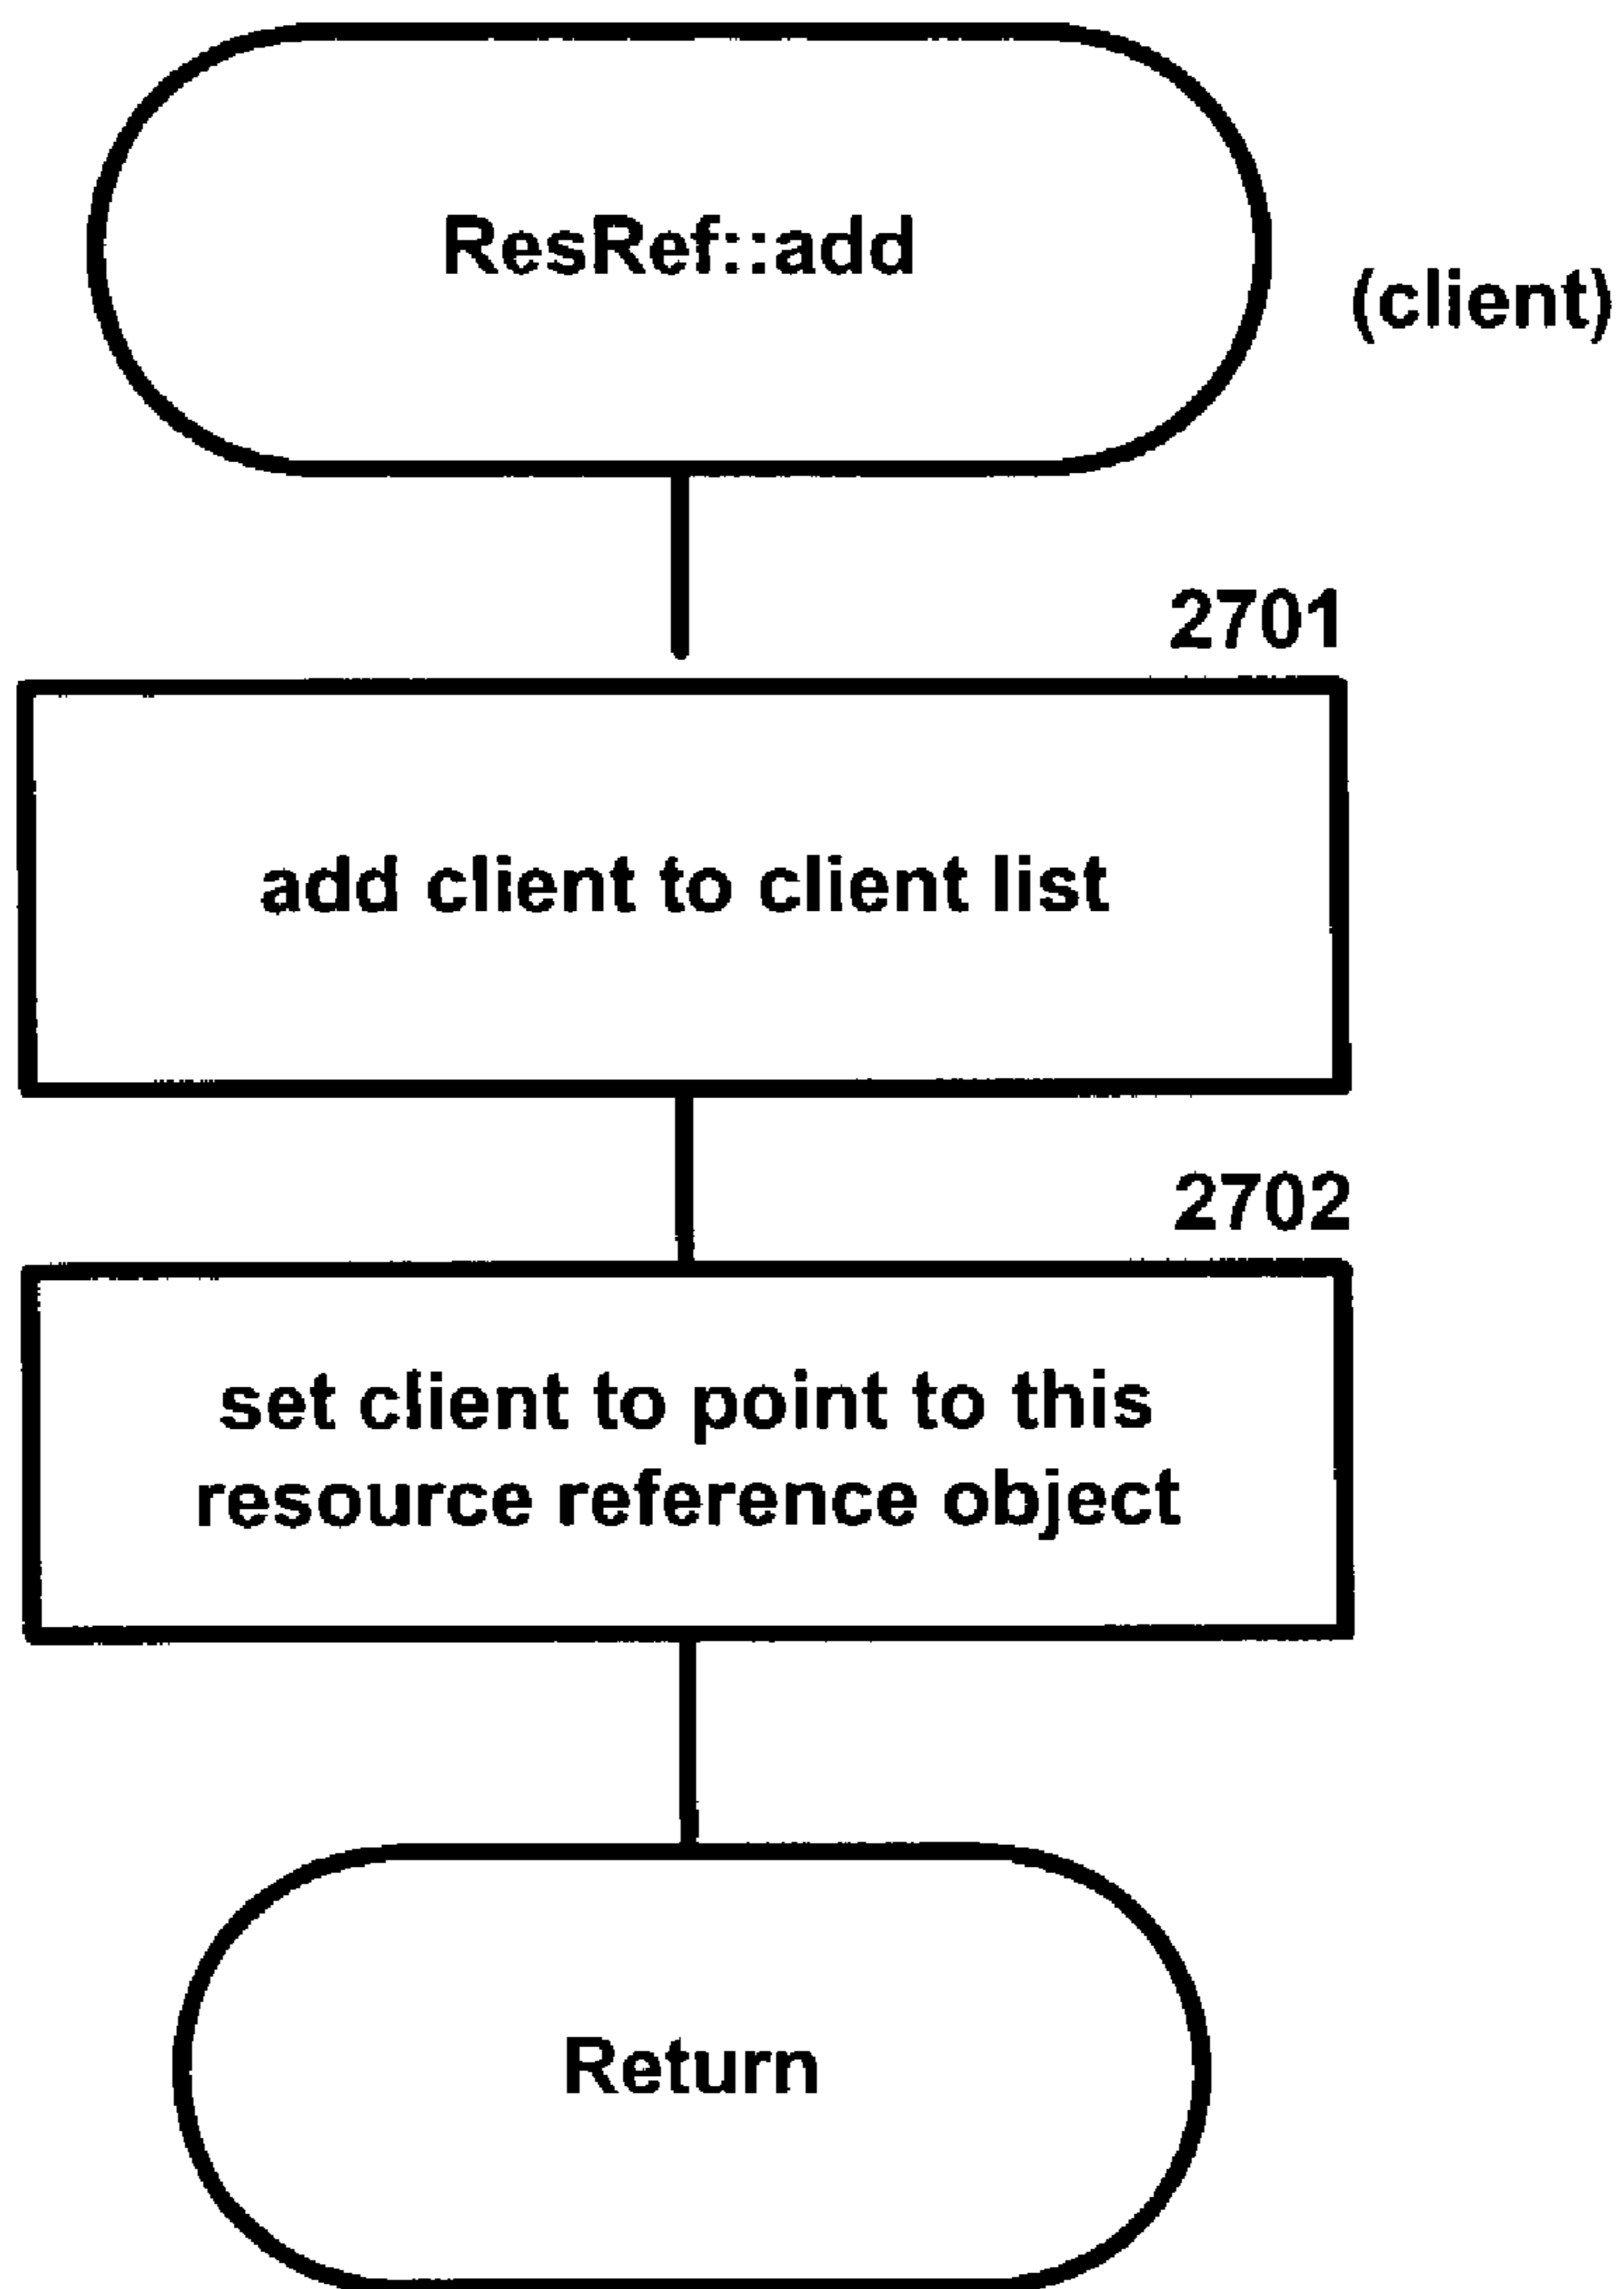 ResRef::add
(client)
2701
add client to client list
2702
set client to point to this
resource reference object
Return